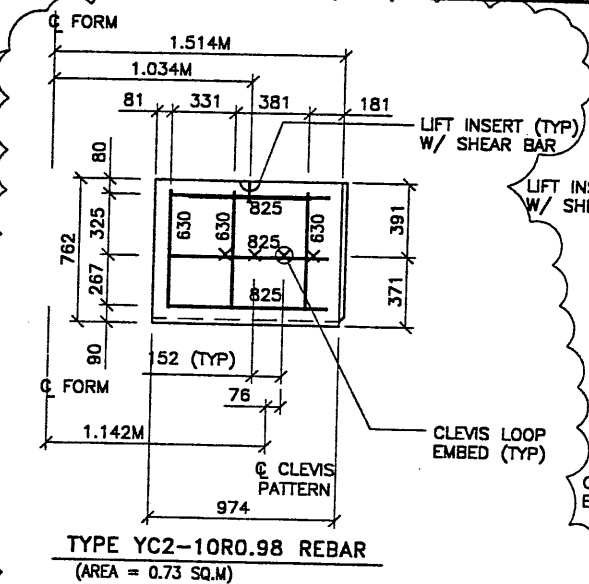 ℄ FORM
1.514M
1.034M
81 331 381 181
LIFT INSERT (TYP)
W/ SHEAR BAR
LIFT INS
W/ SHE
80
325
267
90
762
630
630
630
825
825
825
391
371
152 (TYP)
76
℄ FORM
1.142M
℄ CLEVIS
PATTERN
CLEVIS LOOP
EMBED (TYP)
974
TYPE YC2-10R0.98 REBAR
(AREA = 0.73 SQ.M)